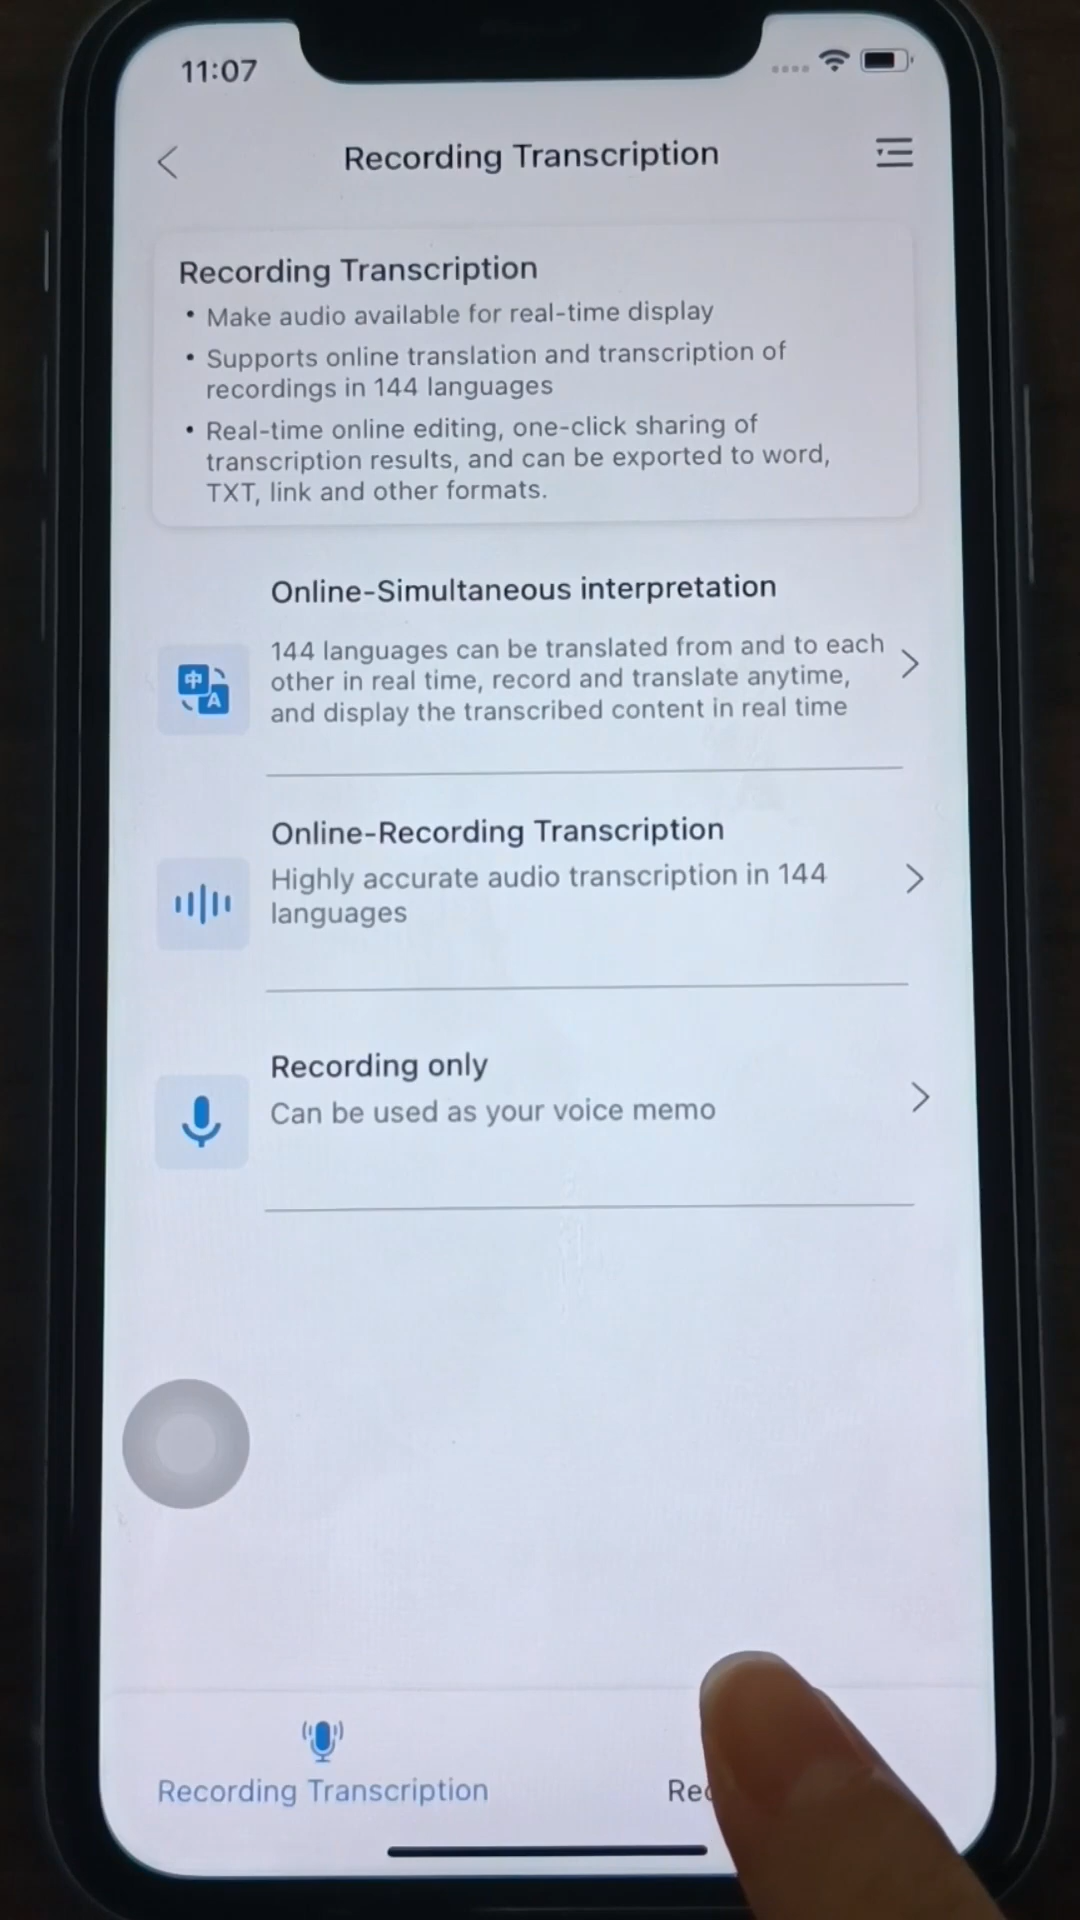 11:07
Recording Transcription
Recording Transcription
• Make audio available for real-time display
• Supports online translation and transcription of
recordings in 144 languages
• Real-time online editing, one-click sharing of
transcription results, and can be exported to word,
TXT, link and other formats.
Online-Simultaneous interpretation
144 languages can be translated from and to each
other in real time, record and translate anytime,
and display the transcribed content in real time
中
A
Online-Recording Transcription
Highly accurate audio transcription in 144
languages
Recording only
Can be used as your voice memo
Recording Transcription